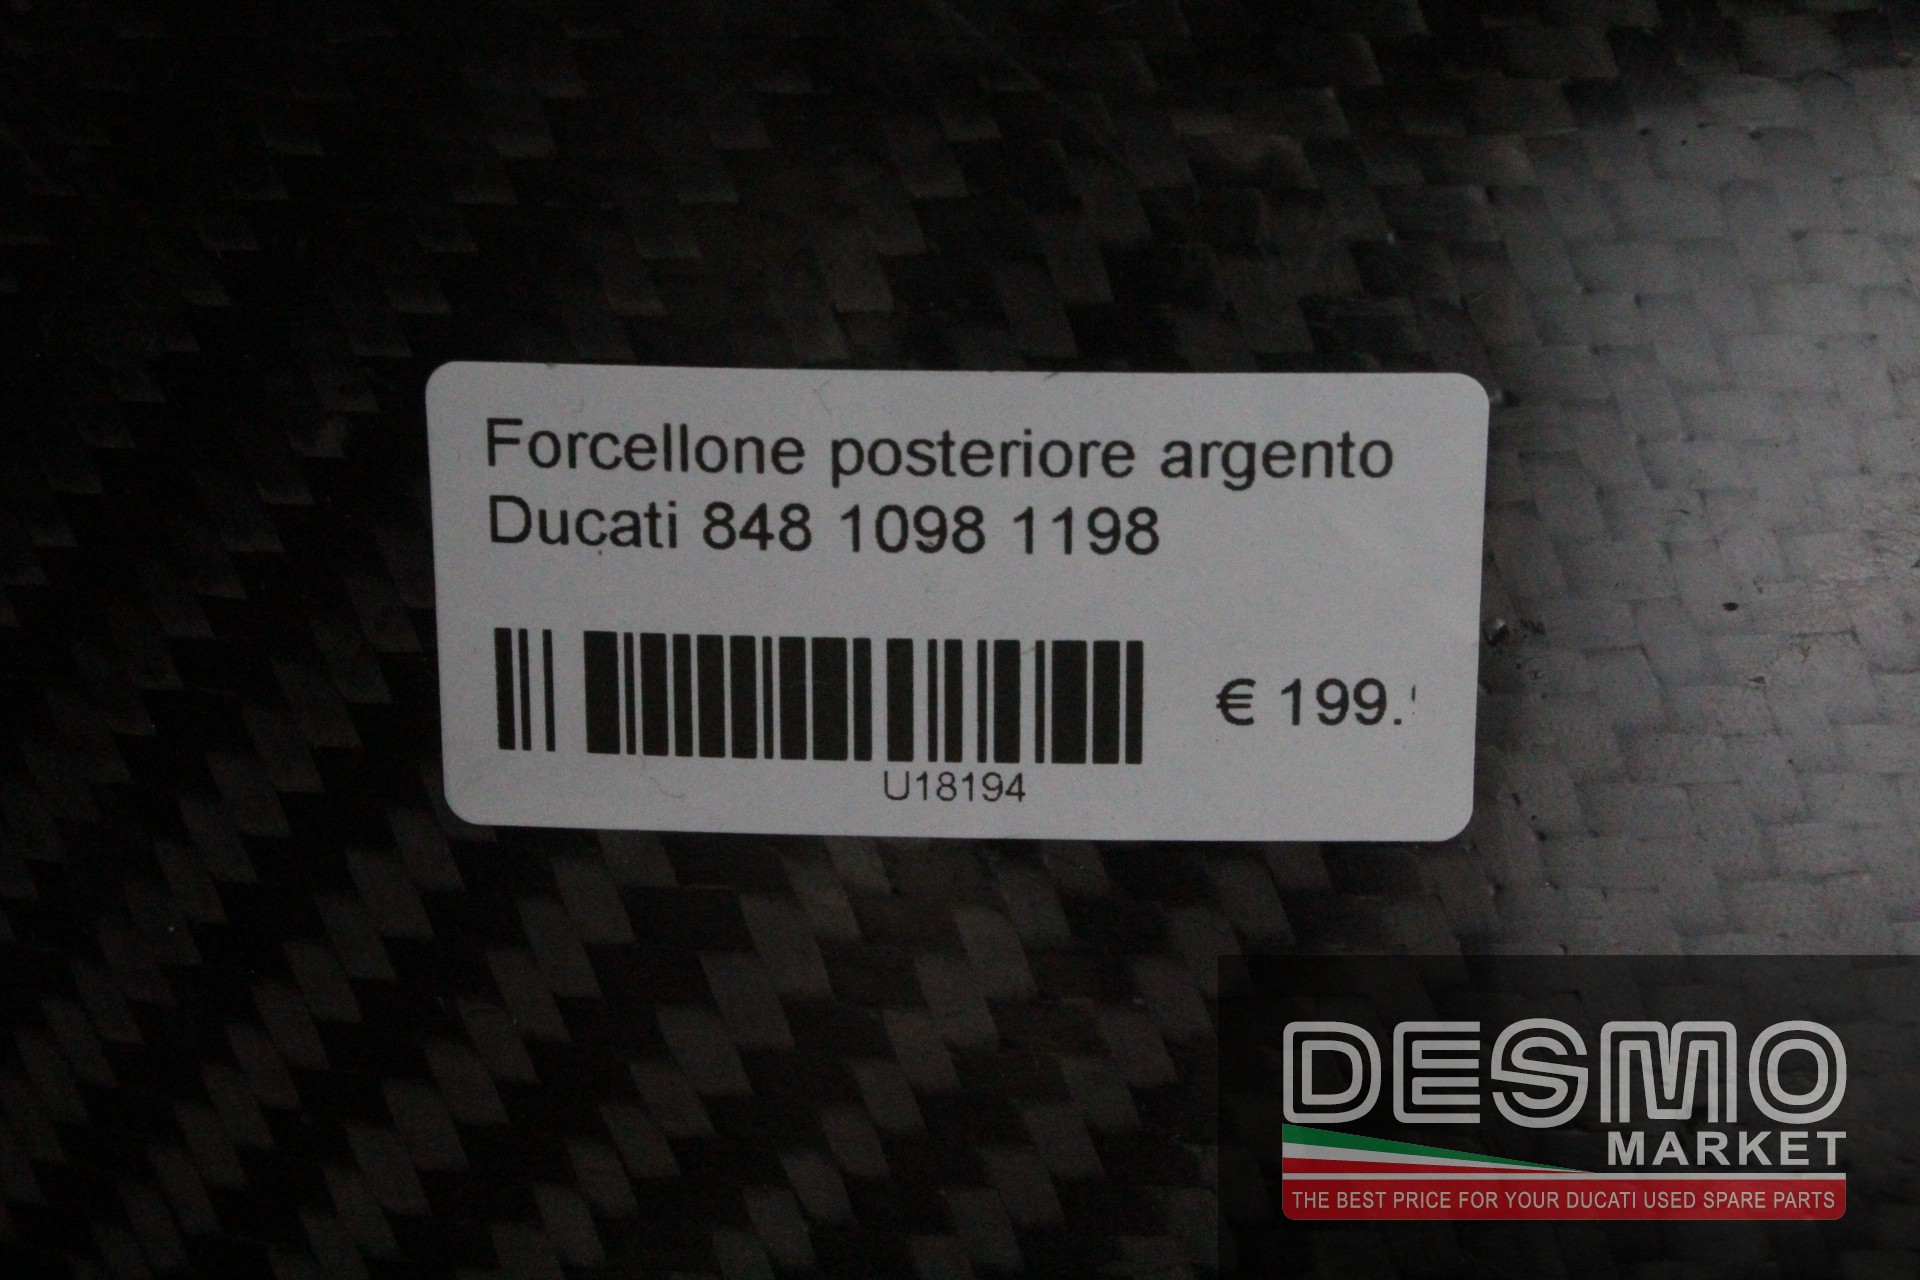 Forcellone posteriore argento
Ducati 848 1098 1198
€ 199.
U18194
DESMO
MARKET
THE BEST PRICE FOR YOUR DUCATI USED SPARE PARTS